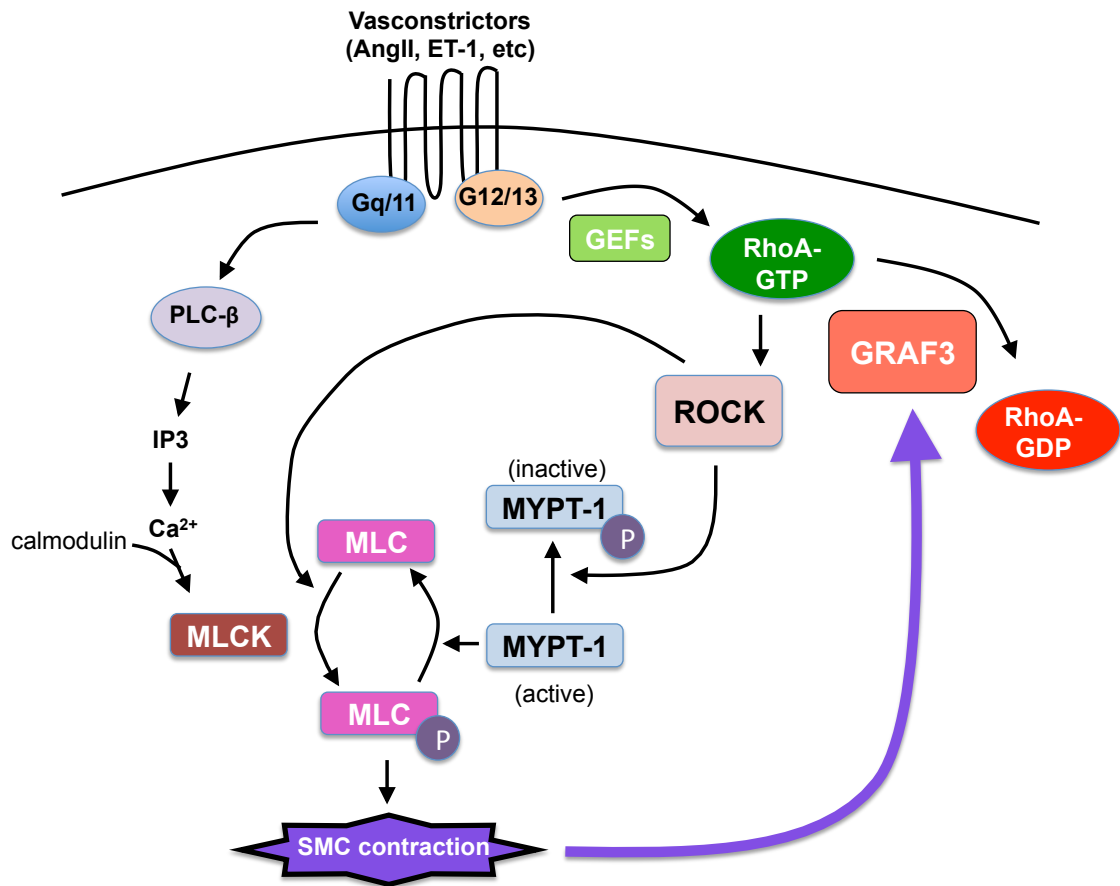 Vasconstrictors
(AngII, ET-1, etc)
Gq/11
G12/13
GEFs
RhoA-
GTP
PLC-β
GRAF3
ROCK
RhoA-
GDP
IP3
(inactive)
MYPT-1
P
Ca²⁺
calmodulin
MLC
MLCK
MYPT-1
(active)
MLC
P
SMC contraction